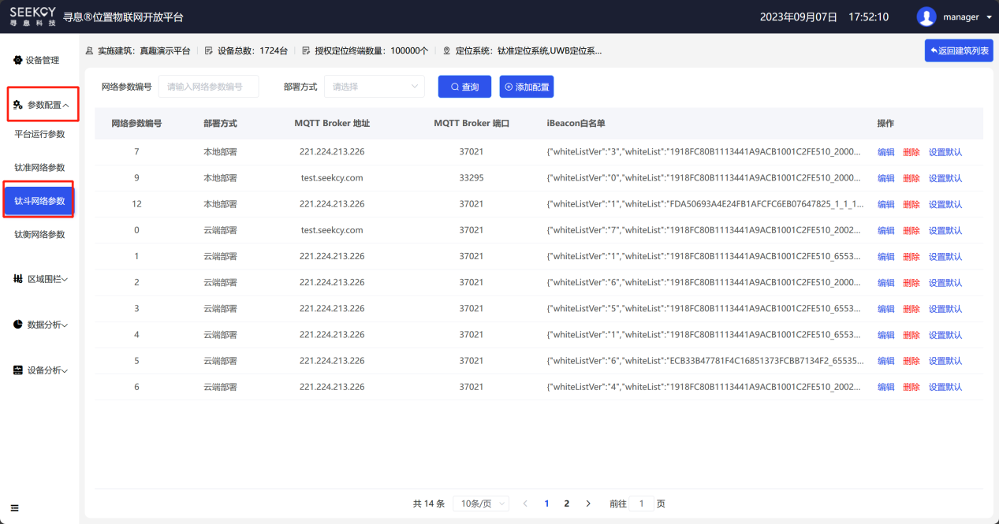 SEEKCY 寻息科技 寻息®位置物联网开放平台 2023年09月07日 17:52:10 manager
设备管理
参数配置
平台运行参数
钛准网络参数
钛斗网络参数
钛衡网络参数
区域围栏
数据分析
设备分析
实施建筑：真趣演示平台 设备总数：1724台 授权定位终端数量：100000个 定位系统：钛准定位系统,UWB定位系... 返回建筑列表
网络参数编号 请输入网络参数编号 部署方式 请选择 查询 添加配置
网络参数编号 部署方式 MQTT Broker 地址 MQTT Broker 端口 iBeacon白名单 操作
7 本地部署 221.224.213.226 37021 {"whiteListVer":"3","whiteList":"1918FC80B1113441A9ACB1001C2FE510_2000... 编辑 删除 设置默认
9 本地部署 test.seekcy.com 33295 {"whiteListVer":"0","whiteList":"1918FC80B1113441A9ACB1001C2FE510_2000... 编辑 删除 设置默认
12 本地部署 221.224.213.226 37021 {"whiteListVer":"1","whiteList":"FDA50693A4E24FB1AFCFC6EB07647825_1_1_1... 编辑 删除 设置默认
0 云端部署 test.seekcy.com 37021 {"whiteListVer":"7","whiteList":"1918FC80B1113441A9ACB1001C2FE510_2002... 编辑 删除 设置默认
1 云端部署 221.224.213.226 37021 {"whiteListVer":"1","whiteList":"1918FC80B1113441A9ACB1001C2FE510_6553... 编辑 删除 设置默认
2 云端部署 221.224.213.226 37021 {"whiteListVer":"6","whiteList":"1918FC80B1113441A9ACB1001C2FE510_2000... 编辑 删除 设置默认
3 云端部署 221.224.213.226 37021 {"whiteListVer":"5","whiteList":"1918FC80B1113441A9ACB1001C2FE510_6553... 编辑 删除 设置默认
4 云端部署 221.224.213.226 37021 {"whiteListVer":"1","whiteList":"1918FC80B1113441A9ACB1001C2FE510_6553... 编辑 删除 设置默认
5 云端部署 221.224.213.226 37021 {"whiteListVer":"6","whiteList":"ECB33B47781F4C16851373FCBB7134F2_65535... 编辑 删除 设置默认
6 云端部署 221.224.213.226 37021 {"whiteListVer":"4","whiteList":"1918FC80B1113441A9ACB1001C2FE510_2002... 编辑 删除 设置默认
共 14 条 10条/页 1 2 前往 1 页